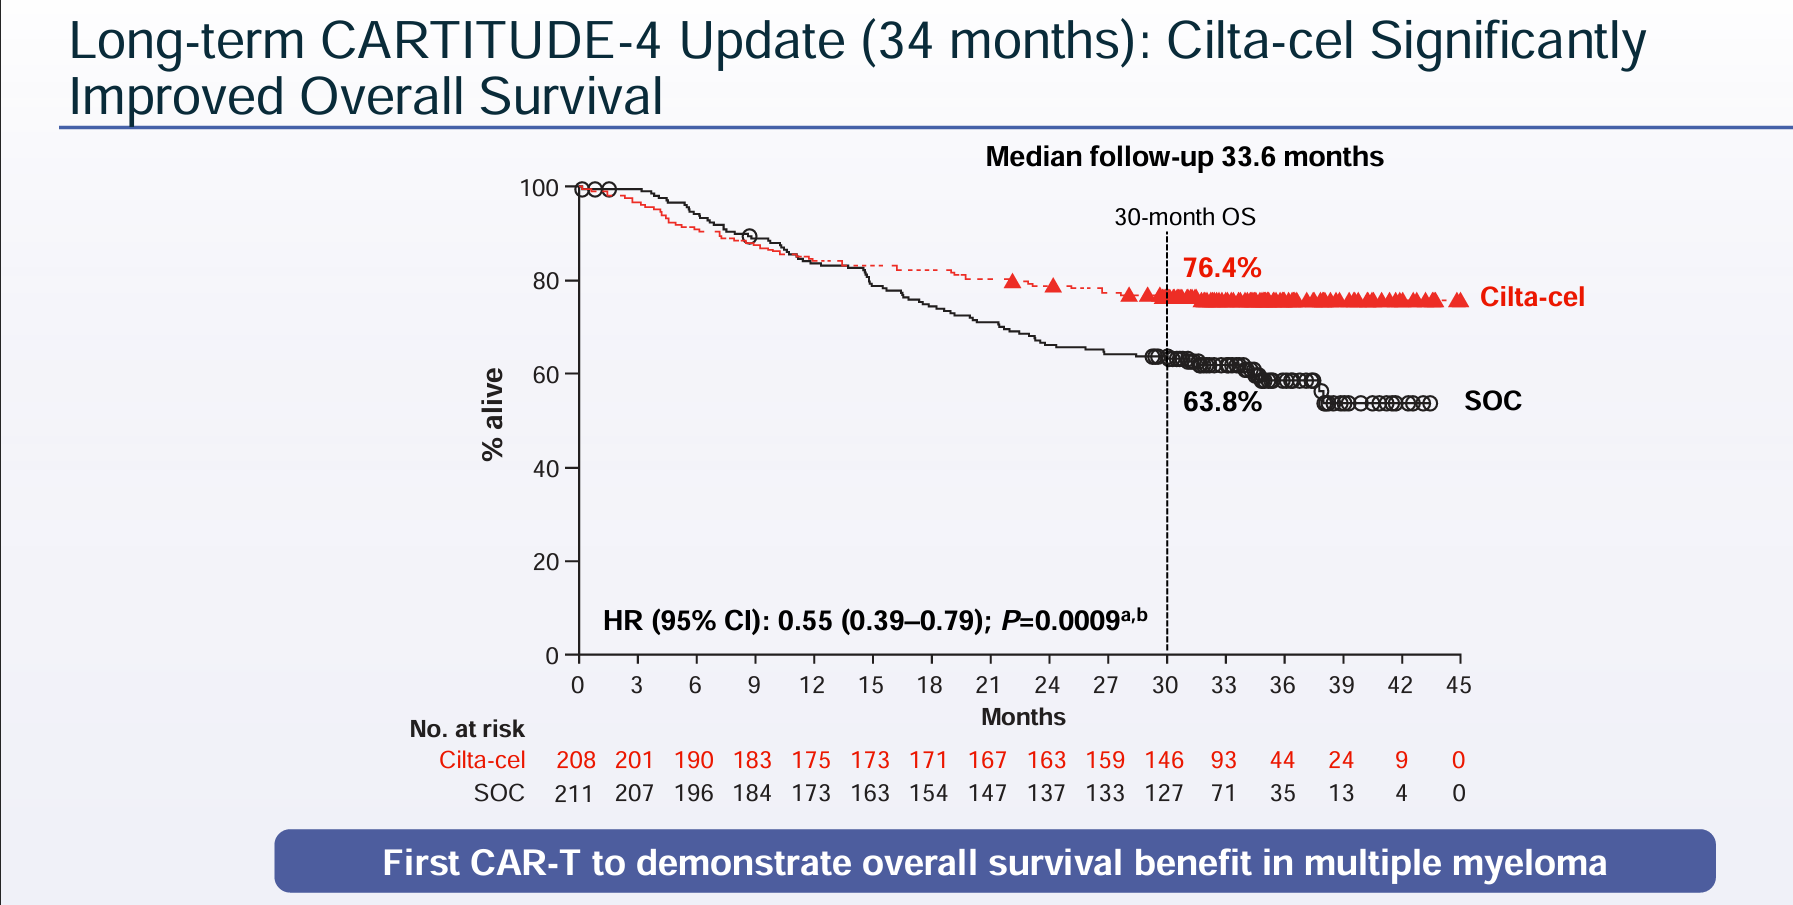 Long-term CARTITUDE-4 Update (34 months): Cilta-cel Significantly
Improved Overall Survival
Median follow-up 33.6 months
30-month OS
76.4%
Cilta-cel
63.8%
SOC
% alive
100
80
60
40
20
0
HR (95% CI): 0.55 (0.39–0.79); P=0.0009a,b
0 3 6 9 12 15 18 21 24 27 30 33 36 39 42 45
Months
No. at risk
Cilta-cel 208 201 190 183 175 173 171 167 163 159 146 93 44 24 9 0
SOC 211 207 196 184 173 163 154 147 137 133 127 71 35 13 4 0
First CAR-T to demonstrate overall survival benefit in multiple myeloma